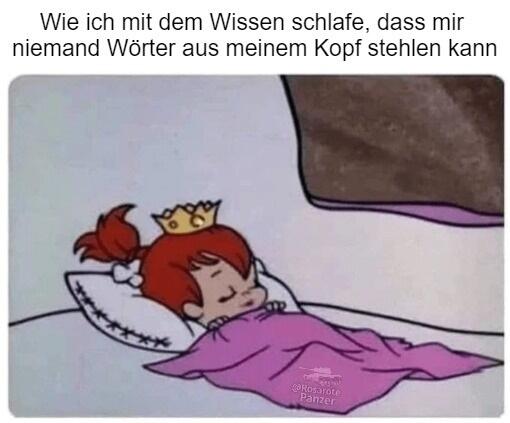 Wie ich mit dem Wissen schlafe, dass mir
niemand Wörter aus meinem Kopf stehlen kann
@Rosarote
Panzer